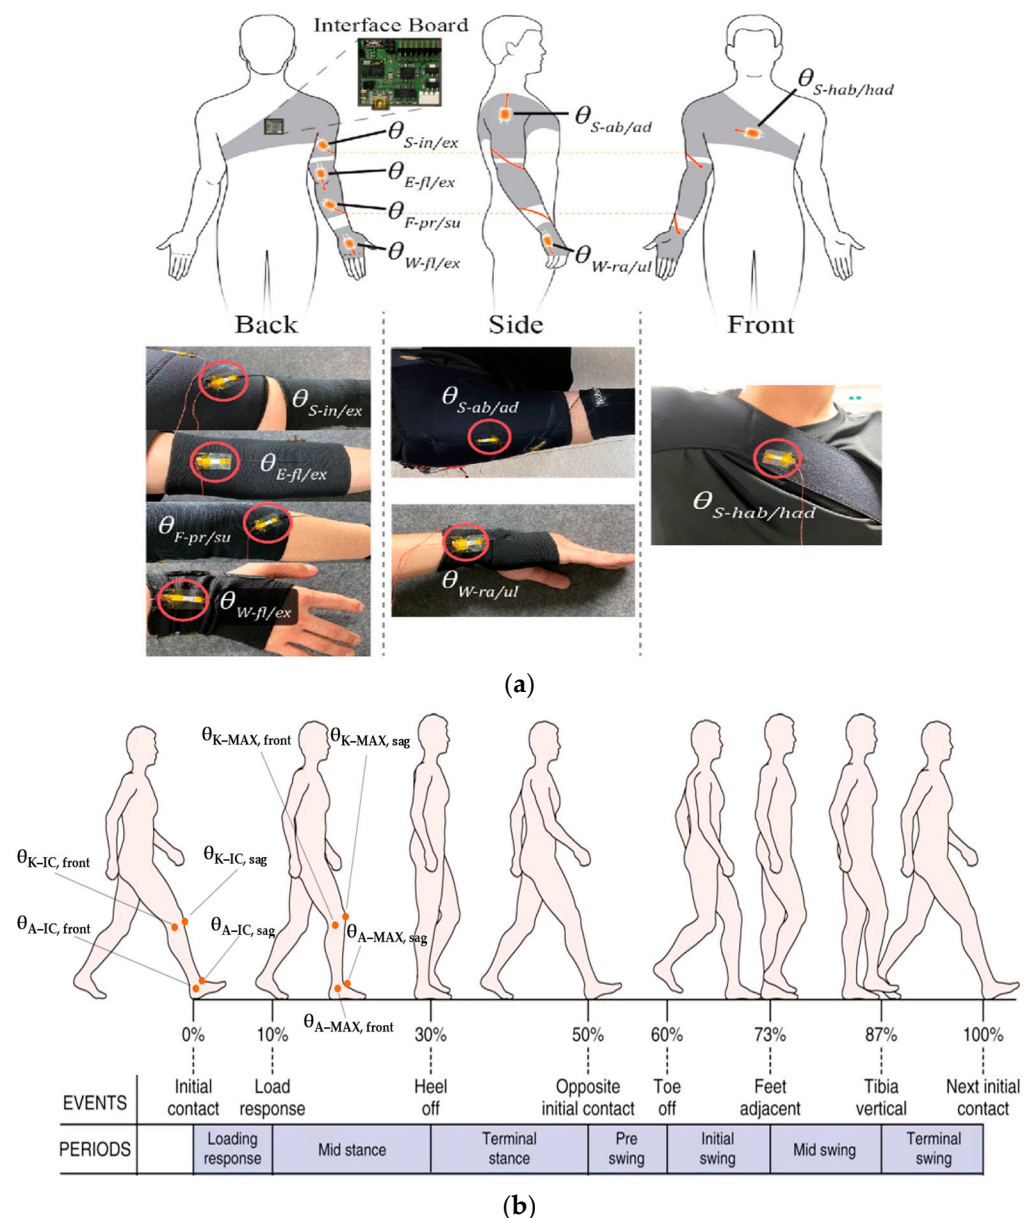 Interface Board
θS-hab/had
θS-in/ex
θS-ab/ad
θE-fl/ex
θF-pr/su
θW-fl/ex
θW-ra/ul
Back
Side
Front
θS-in/ex
θS-ab/ad
θE-fl/ex
θS-hab/had
θF-pr/su
θW-ra/ul
θW-fl/ex
(a)
θK–MAX, front
θK–MAX, sag
θK–IC, front
θK–IC, sag
θA–IC, front
θA–IC, sag
θA–MAX, sag
θA–MAX, front
0% 10% 30% 50% 60% 73% 87% 100%
EVENTS
Initial contact
Load response
Heel off
Opposite initial contact
Toe off
Feet adjacent
Tibia vertical
Next initial contact
PERIODS
Loading response
Mid stance
Terminal stance
Pre swing
Initial swing
Mid swing
Terminal swing
(b)